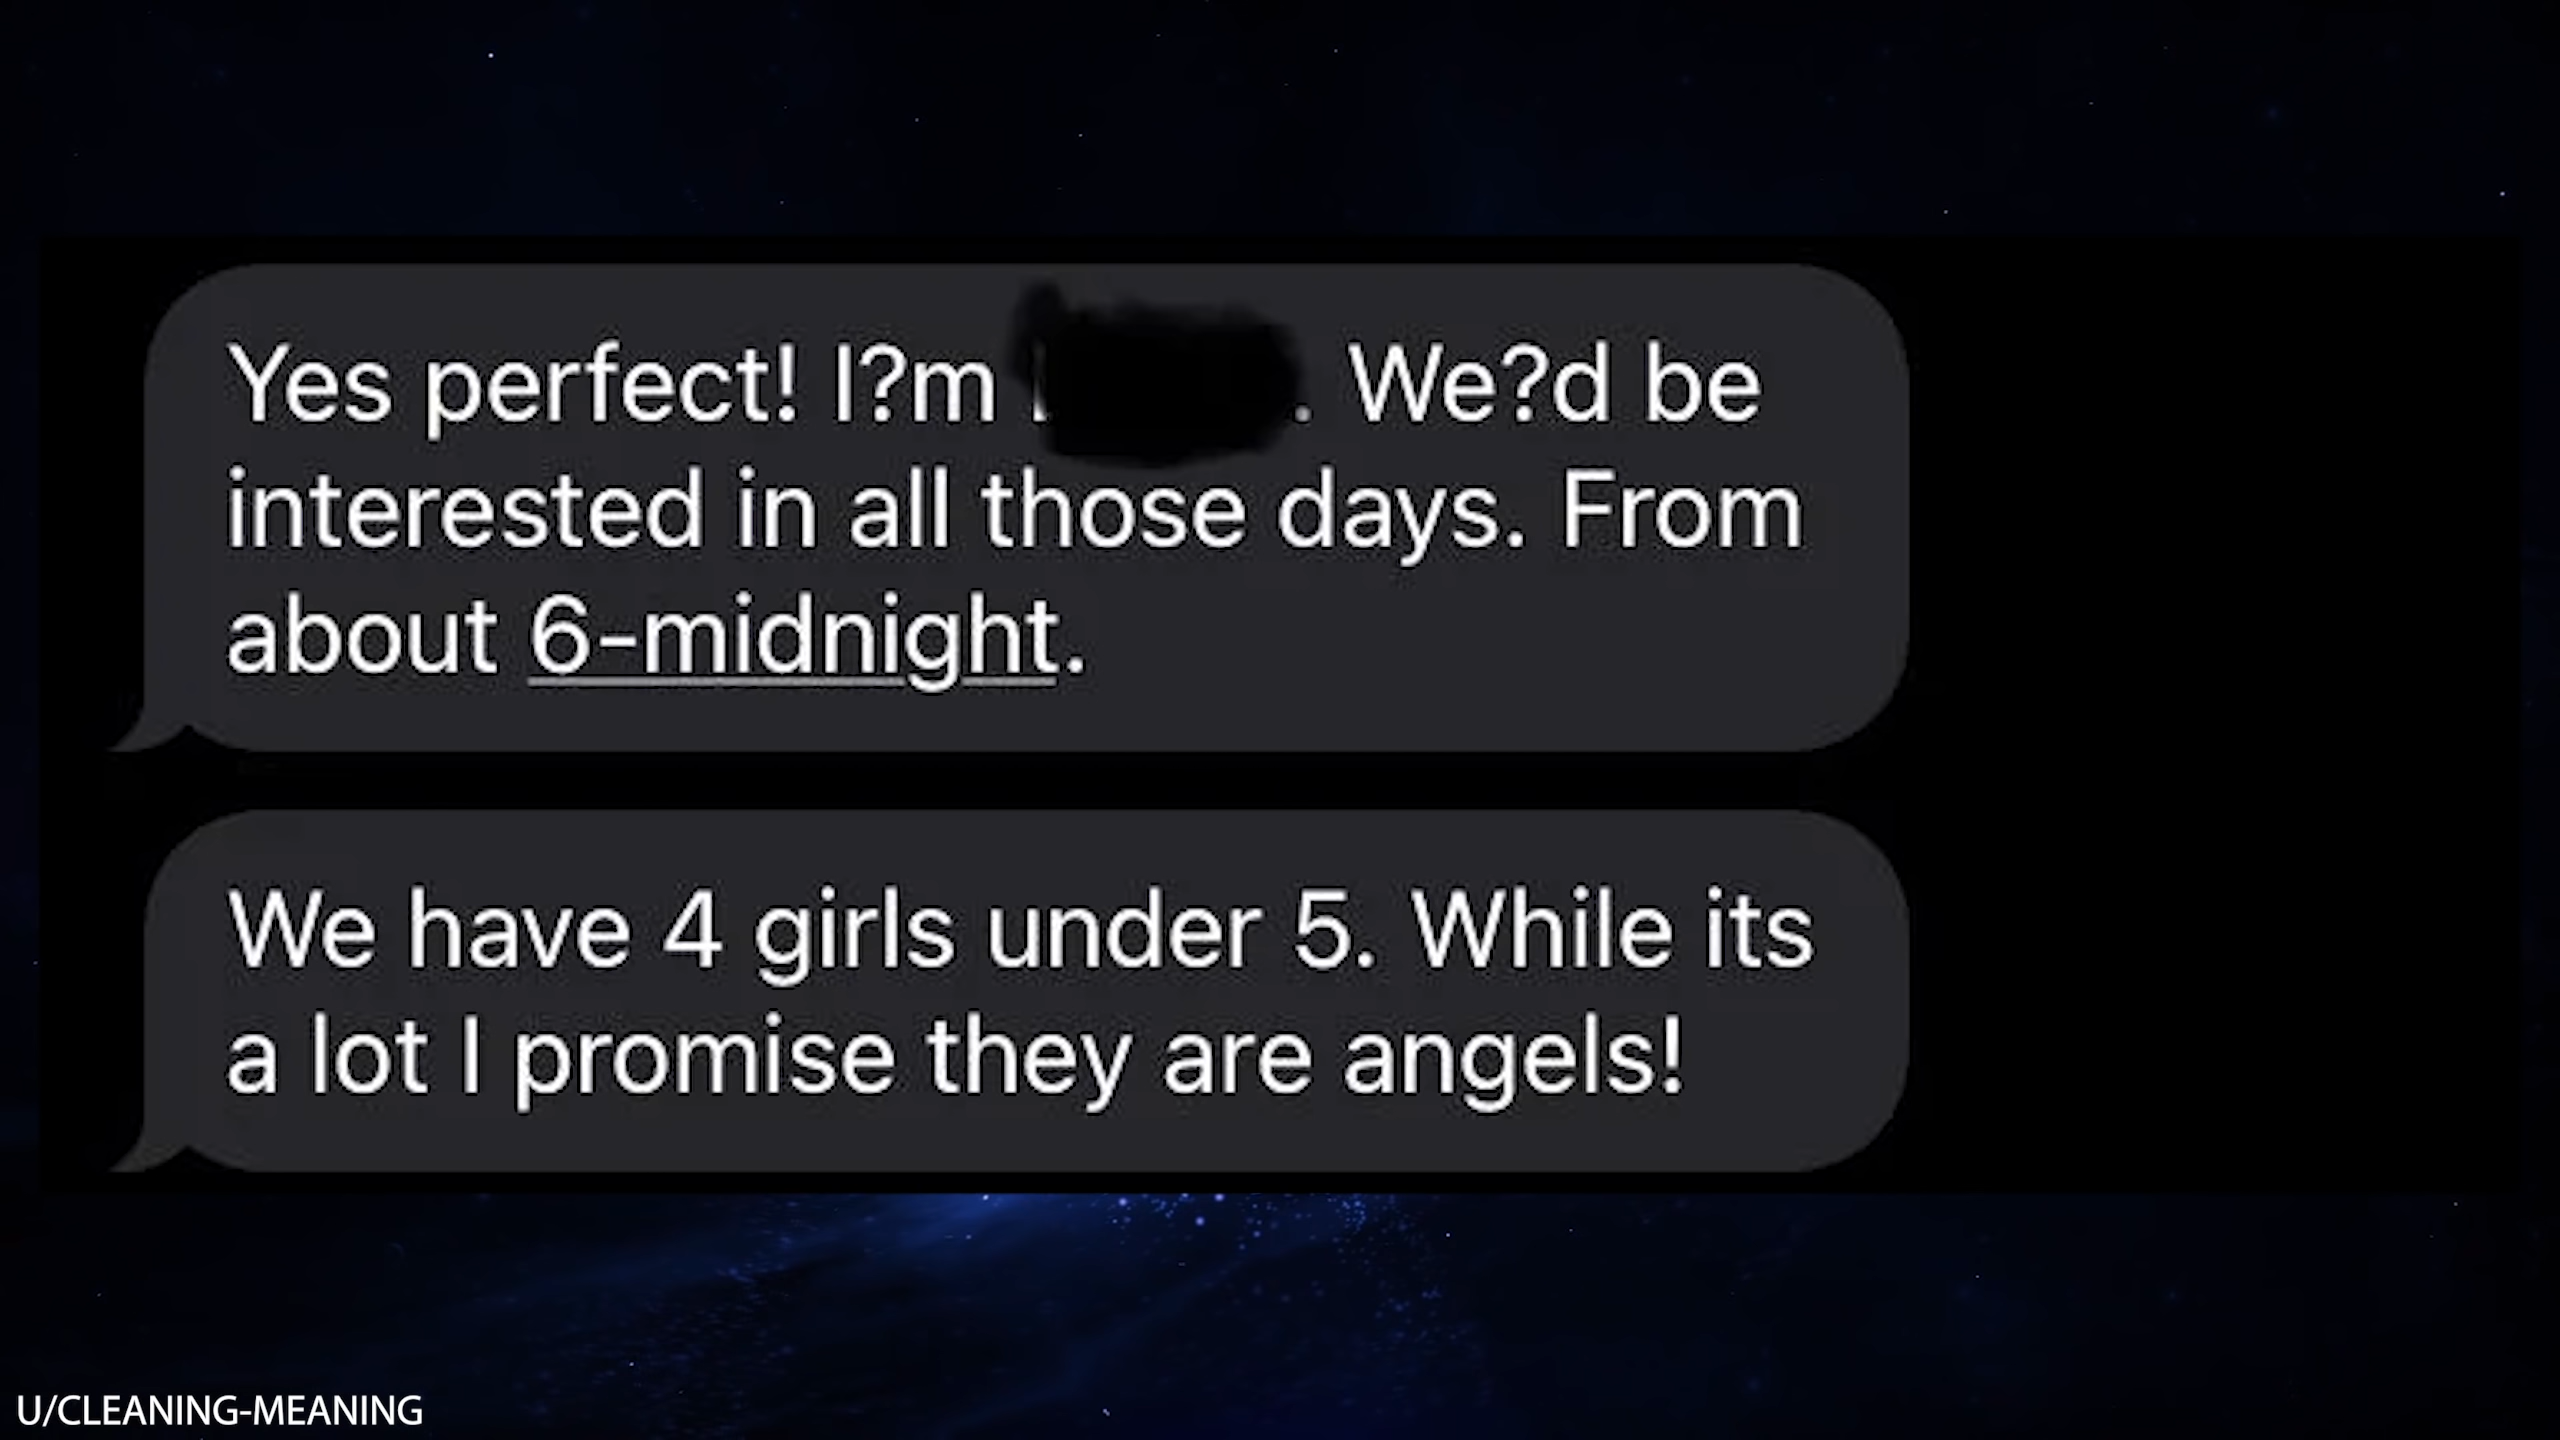 Yes perfect! I?m . We?d be
interested in all those days. From
about 6-midnight.
We have 4 girls under 5. While its
a lot I promise they are angels!
U/CLEANING-MEANING